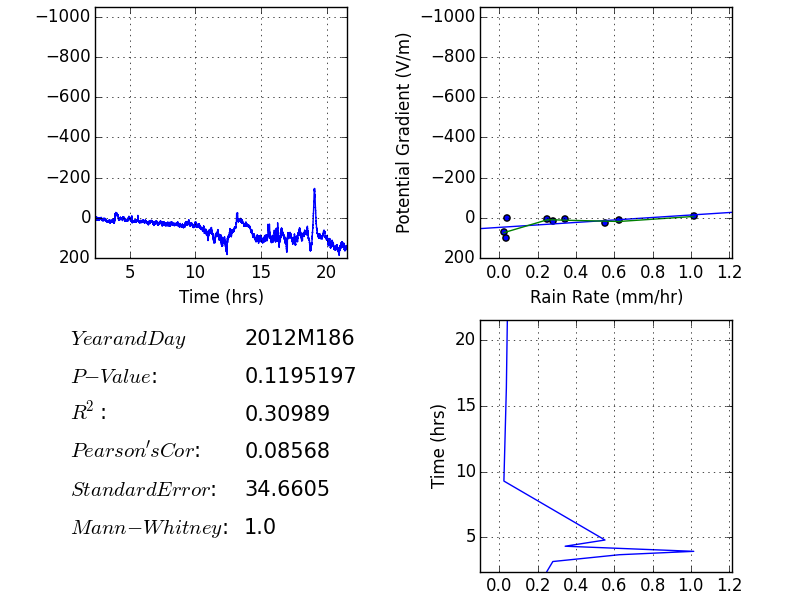 −1000
−800
−600
−400
−200
0
200
5 10 15 20
Time (hrs)
Potential Gradient (V/m)
−1000
−800
−600
−400
−200
0
200
0.0 0.2 0.4 0.6 0.8 1.0 1.2
Rain Rate (mm/hr)
YearandDay 2012M186
P−Value: 0.1195197
R²: 0.30989
Pearson'sCor: 0.08568
StandardError: 34.6605
Mann−Whitney: 1.0
Time (hrs)
20
15
10
5
0.0 0.2 0.4 0.6 0.8 1.0 1.2